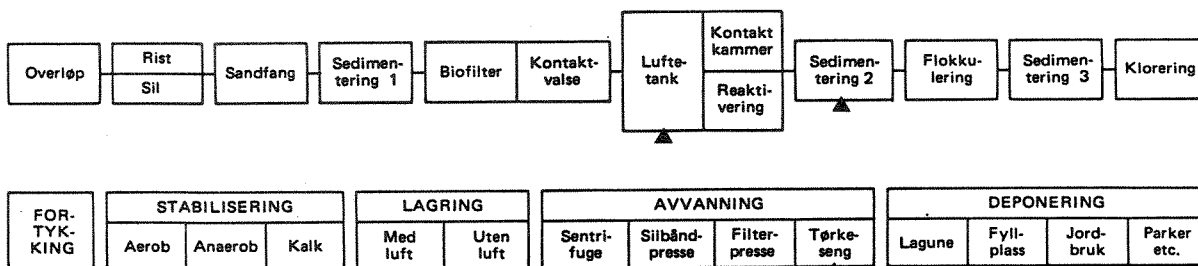 Overløp
Rist
Sil
Sandfang
Sedimen-
tering 1
Biofilter
Kontakt-
valse
Lufte-
tank
Kontakt
kammer
Reakti-
vering
Sedimen-
tering 2
Flokku-
lering
Sedimen-
tering 3
Klorering
FOR-
TYK-
KING
STABILISERING
Aerob
Anaerob
Kalk
LAGRING
Med
luft
Uten
luft
AVVANNING
Sentri-
fuge
Silbånd-
presse
Filter-
presse
Tørke-
seng
DEPONERING
Lagune
Fyll-
plass
Jord-
bruk
Parker
etc.